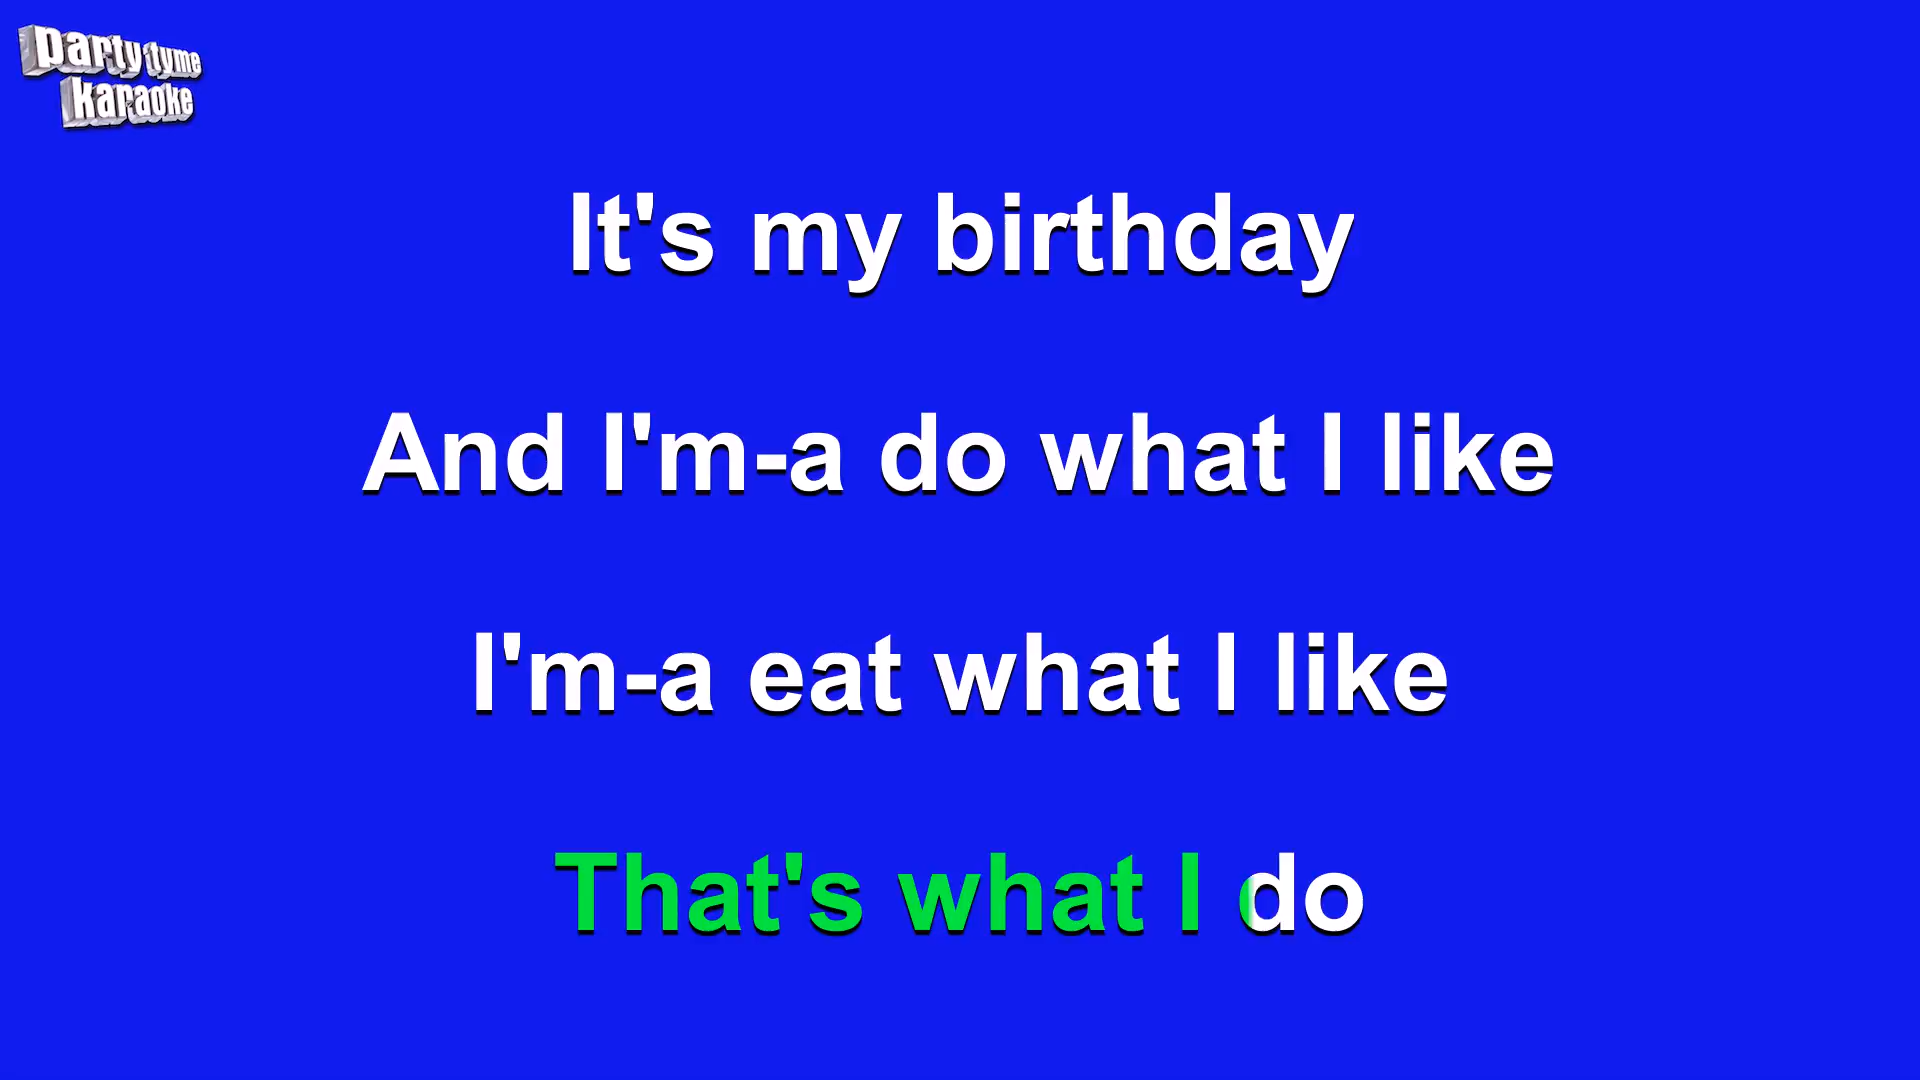 party tyme
karaoke
It's my birthday
And I'm-a do what I like
I'm-a eat what I like
That's what I do